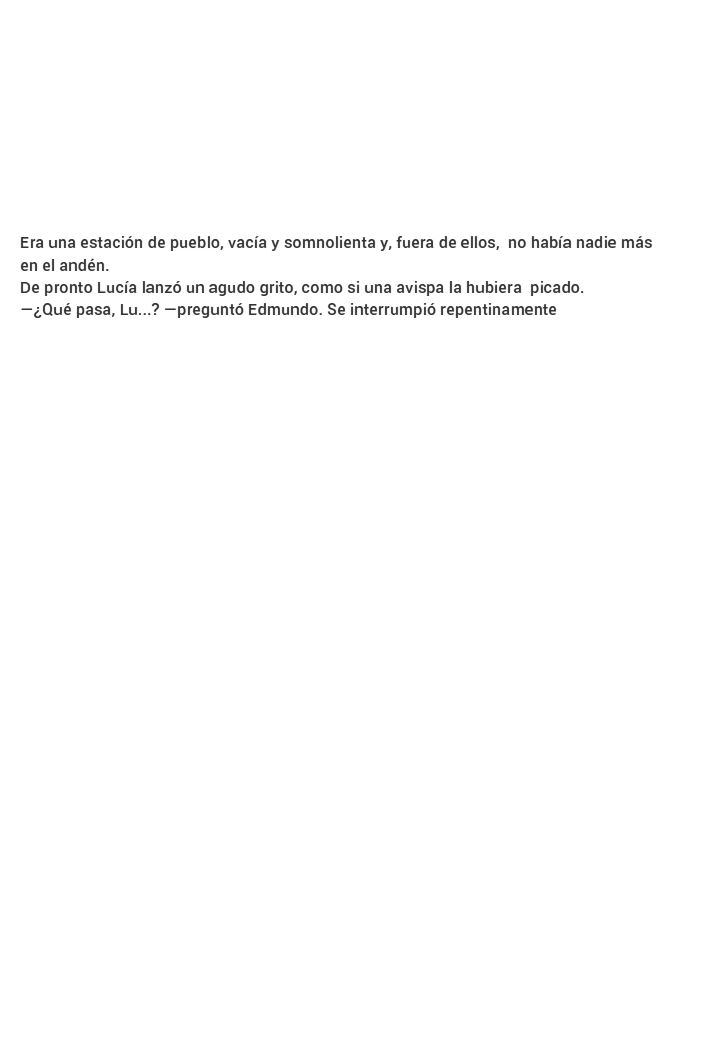 Era una estación de pueblo, vacía y somnolienta y, fuera de ellos,  no había nadie más
en el andén.
De pronto Lucía lanzó un agudo grito, como si una avispa la hubiera  picado.
—¿Qué pasa, Lu...? —preguntó Edmundo. Se interrumpió repentinamente